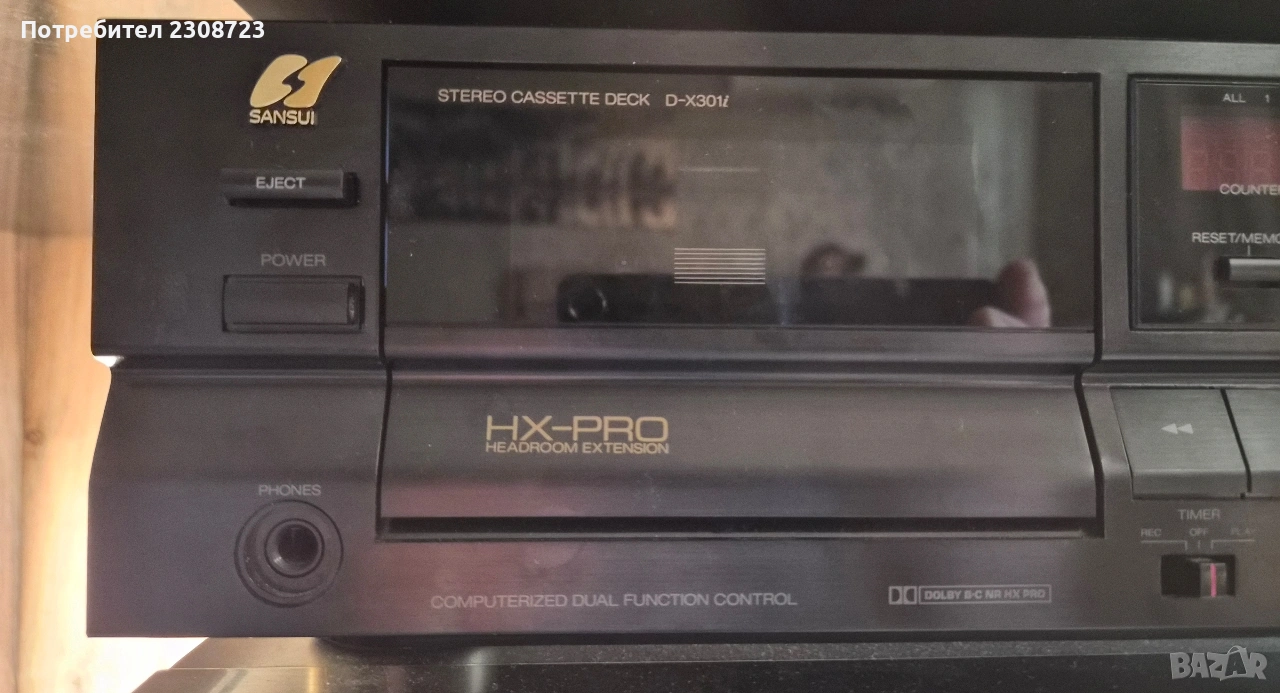 Потребител 2308723
SANSUI
STEREO CASSETTE DECK D-X301i
ALL 1
EJECT
COUNTER
POWER
RESET/MEMO
HX-PRO
HEADROOM EXTENSION
PHONES
TIMER
REC OFF PLAY
COMPUTERIZED DUAL FUNCTION CONTROL
DOLBY B-C NR HX PRO
BAZAR